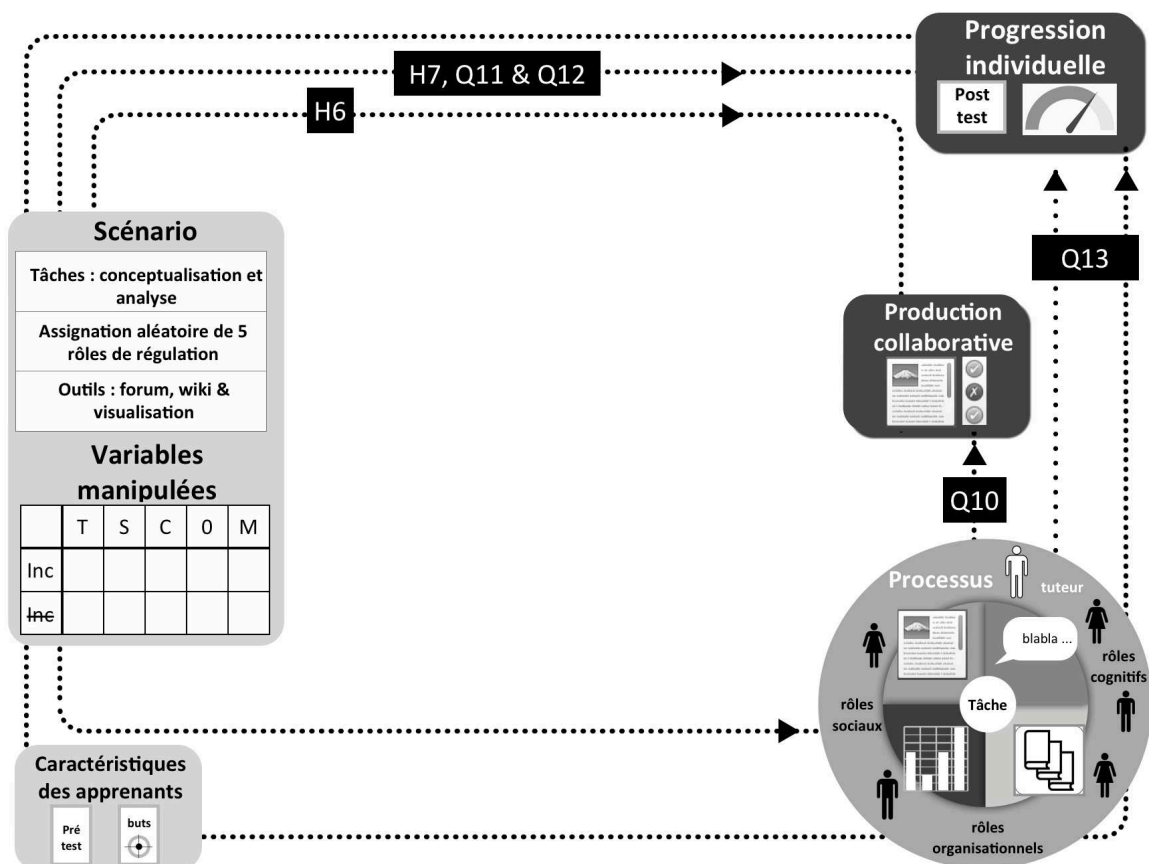 Progression
individuelle
Post
test
H7, Q11 & Q12
H6
Scénario
Tâches : conceptualisation et
analyse
Assignation aléatoire de 5
rôles de régulation
Outils : forum, wiki &
visualisation
Variables
manipulées
T S C 0 M
Inc
Inc
Q13
Production
collaborative
Q10
Processus
tuteur
blabla ...
rôles
cognitifs
Tâche
rôles
sociaux
rôles
organisationnels
Caractéristiques
des apprenants
Pré
test
buts